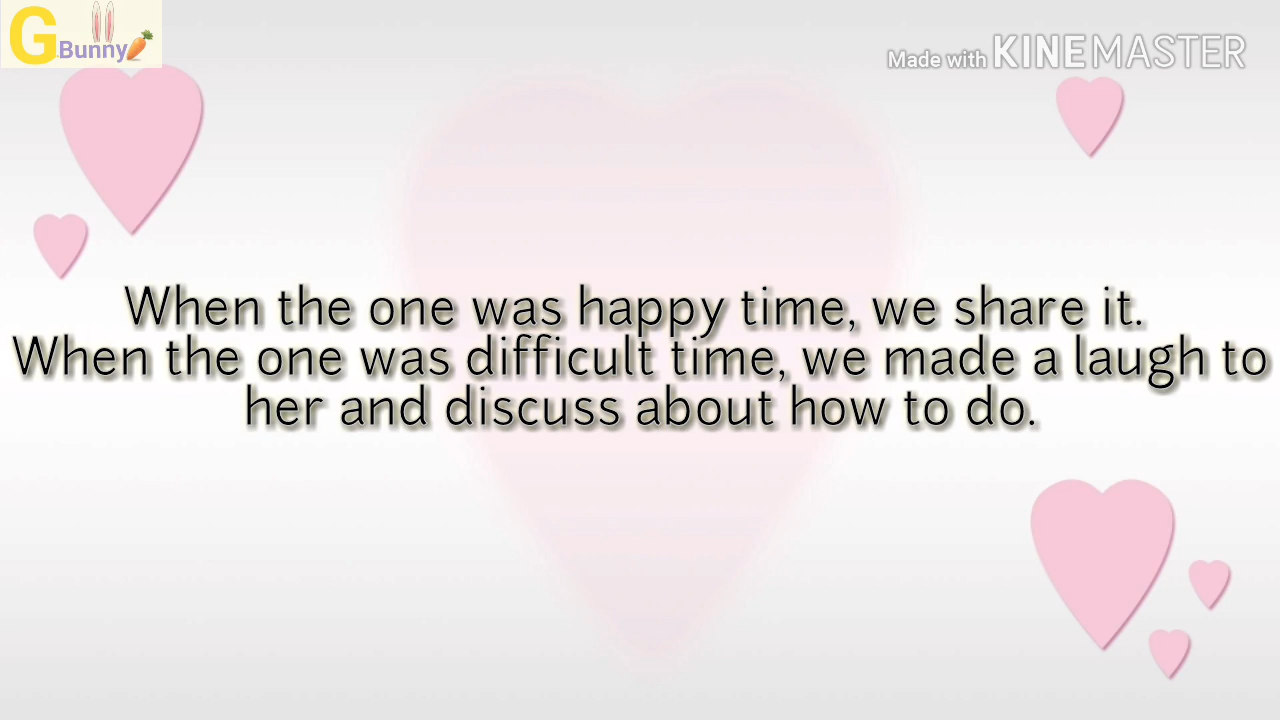 G Bunny
Made with KINEMASTER
When the one was happy time, we share it.
When the one was difficult time, we made a laugh to
her and discuss about how to do.